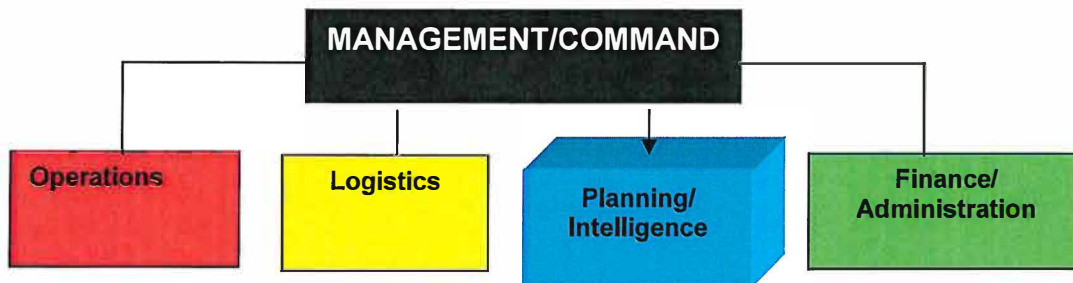 MANAGEMENT/COMMAND
Operations
Logistics
Planning/
Intelligence
Finance/
Administration